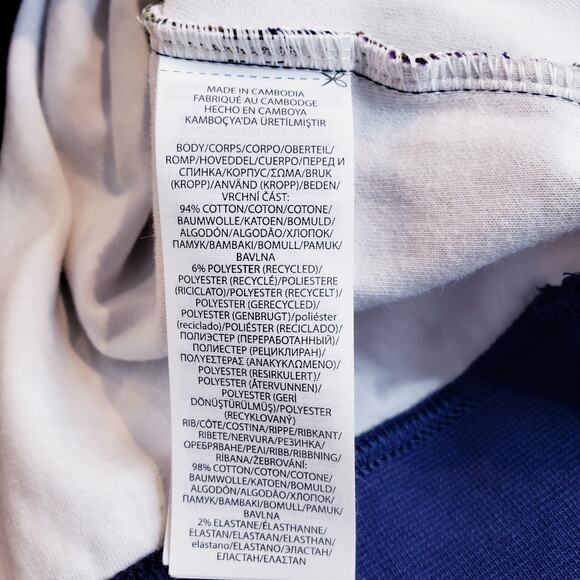 MADE IN CAMBODIA
FABRIQUÉ AU CAMBODGE
HECHO EN CAMBOYA
KAMBOÇYA'DA ÜRETİLMİŞTİR
BODY/CORPS/CORPO/OBERTEIL/
ROMP/HOVEDDEL/CUERPO/ПЕРЕД И
СПИНКА/КОРПУС/ΣΩΜΑ/BRUK
(KROPP)/ANVÄND (KROPP)/BEDEN/
VRCHNÍ ČÁST:
94% COTTON/COTON/COTONE/
BAUMWOLLE/KATOEN/BOMULD/
ALGODÓN/ALGODÃO/ХЛОПОК/
ПАМУК/ΒΑΜΒΑΚΙ/BOMULL/PAMUK/
BAVLNA
6% POLYESTER (RECYCLED)/
POLYESTER (RECYCLÉ)/POLIESTERE
(RICICLATO)/POLYESTER (RECYCELT)/
POLYESTER (GERECYCLED)/
POLYESTER (GENBRUGT)/poliéster
(reciclado)/POLIÉSTER (RECICLADO)/
ПОЛИЭСТЕР (ПЕРЕРАБОТАННЫЙ)/
ПОЛИЕСТЕР (РЕЦИКЛИРАН)/
ΠΟΛΥΕΣΤΕΡΑΣ (ΑΝΑΚΥΚΛΩΜΕΝΟ)/
POLYESTER (RESIRKULERT)/
POLYESTER (ÅTERVUNNEN)/
POLYESTER (GERİ
DÖNÜŞTÜRÜLMÜŞ)/POLYESTER
(RECYKLOVANÝ)
RIB/CÔTE/COSTINA/RIPPE/RIBKANT/
RIBETE/NERVURA/РЕЗИНКА/
ОРЕБРЯВАНЕ/ΡΕΛΙ/RIBB/RIBBNING/
RİBANA/ŽEBROVÁNÍ:
98% COTTON/COTON/COTONE/
BAUMWOLLE/KATOEN/BOMULD/
ALGODÓN/ALGODÃO/ХЛОПОК/
ПАМУК/ΒΑΜΒΑΚΙ/BOMULL/PAMUK/
BAVLNA
2% ELASTANE/ÉLASTHANNE/
ELASTAN/ELASTAAN/ELASTHAN/
elastano/ELASTANO/ЭЛАСТАН/
ЕЛАСТАН/ΕΛΑΣΤΑΝ/